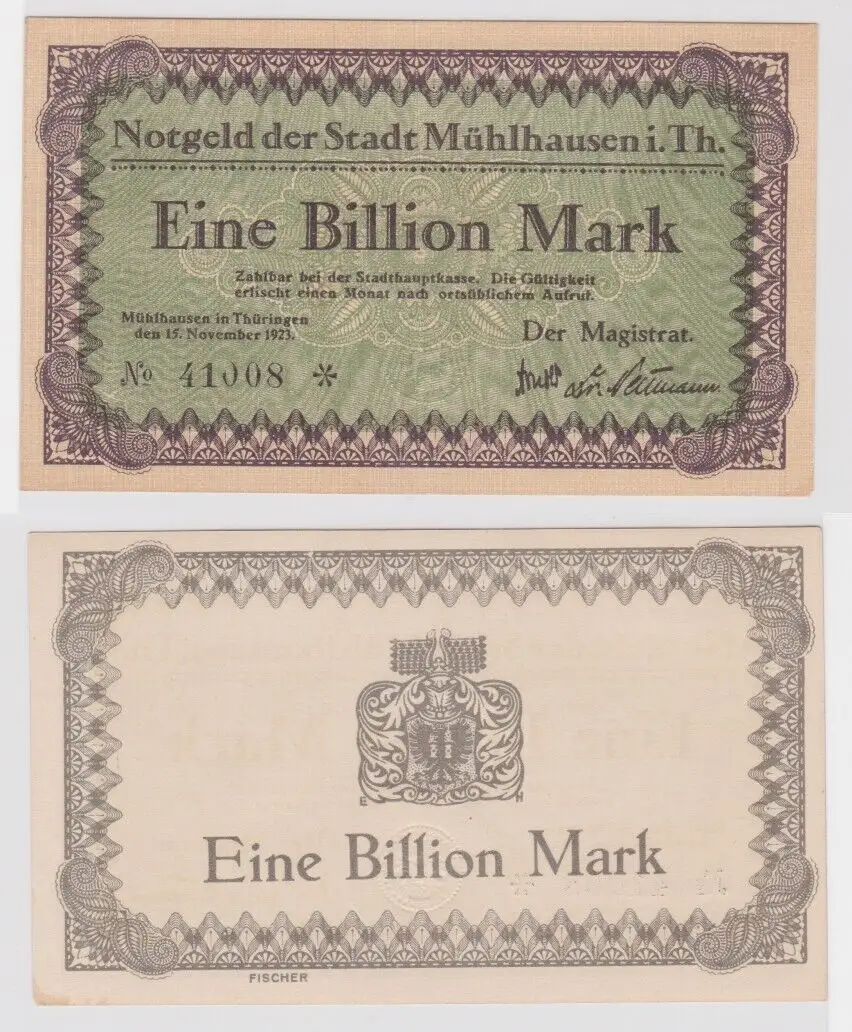 Notgeld der Stadt Mühlhausen i. Th.
Eine Billion Mark
Zahlbar bei der Stadthauptkasse. Die Gültigkeit
erlischt einen Monat nach ortsüblichem Aufruf.
Mühlhausen in Thüringen
den 15. November 1923.
Der Magistrat.
No 41008 *
E H
Eine Billion Mark
FISCHER